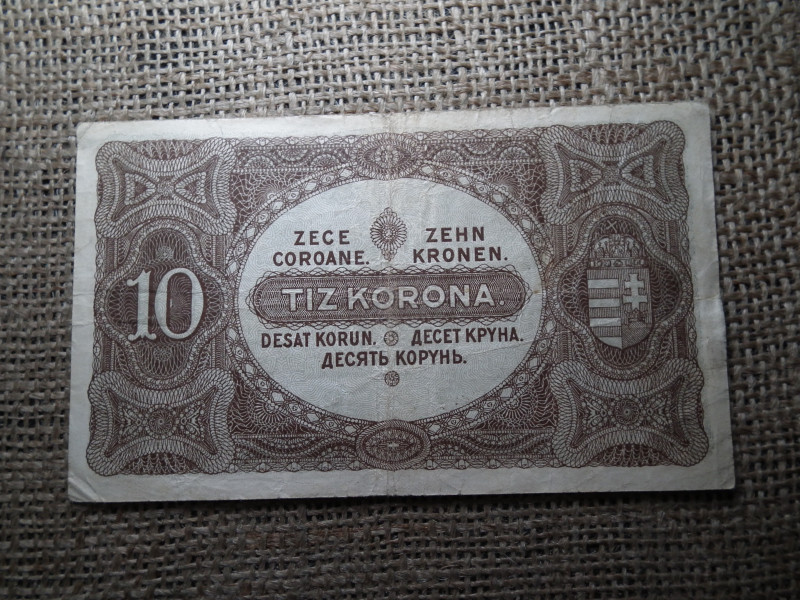 ZECE ZEHN
COROANE. KRONEN.
10 TIZ KORONA.
DESAT KORUN. ДЕСЕТ КРУНА.
ДЕСЯТЬ КОРУНЬ.